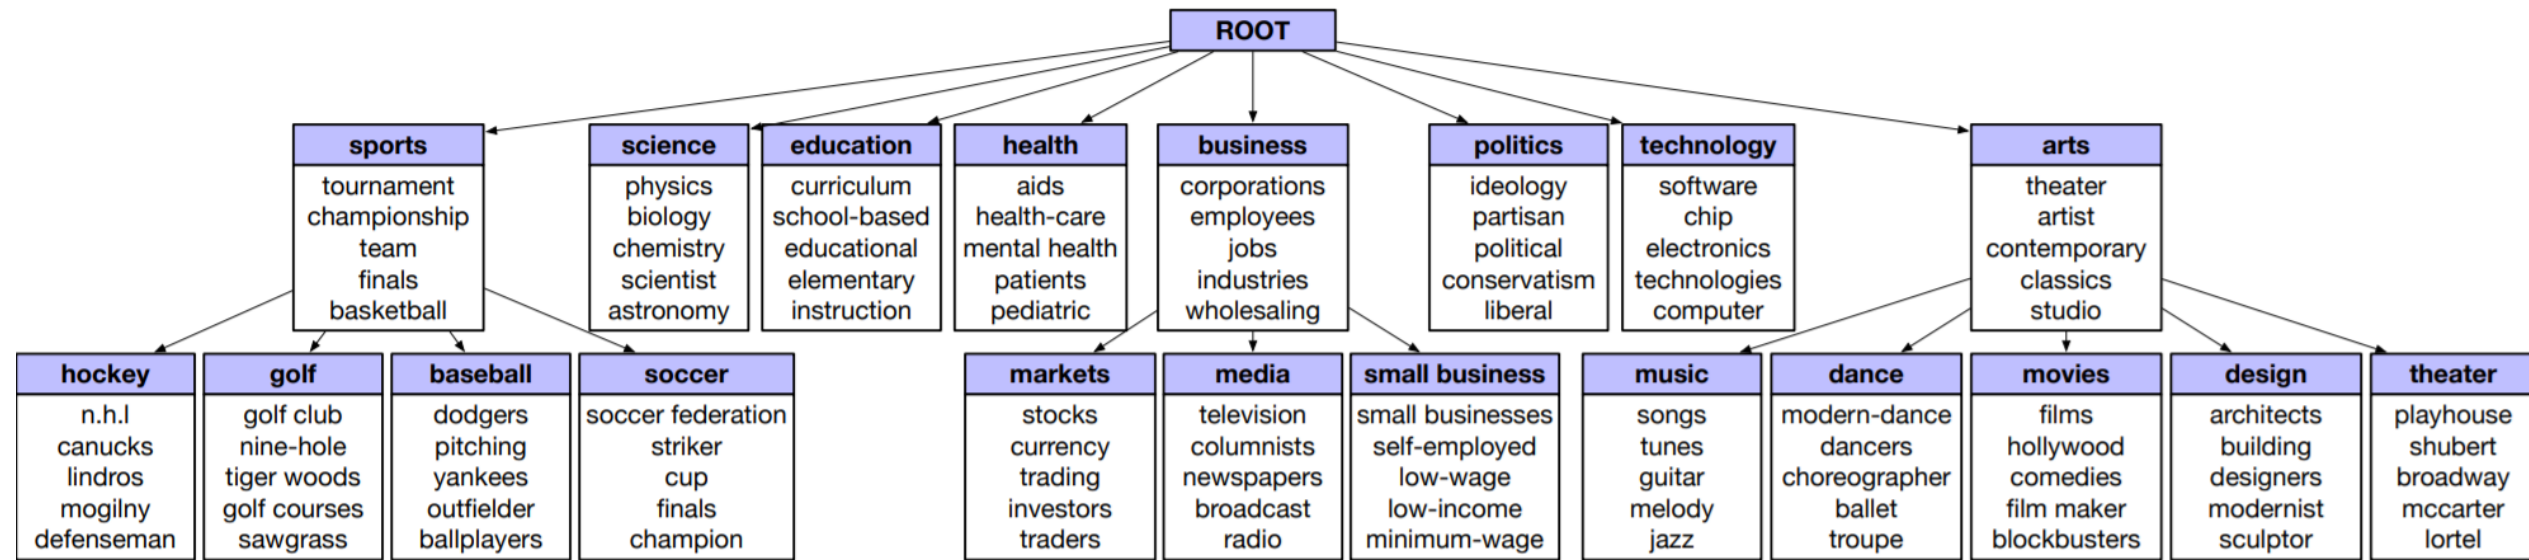 ROOT
sports
tournament
championship
team
finals
basketball
science
physics
biology
chemistry
scientist
astronomy
education
curriculum
school-based
educational
elementary
instruction
health
aids
health-care
mental health
patients
pediatric
business
corporations
employees
jobs
industries
wholesaling
politics
ideology
partisan
political
conservatism
liberal
technology
software
chip
electronics
technologies
computer
arts
theater
artist
contemporary
classics
studio
hockey
n.h.l
canucks
lindros
mogilny
defenseman
golf
golf club
nine-hole
tiger woods
golf courses
sawgrass
baseball
dodgers
pitching
yankees
outfielder
ballplayers
soccer
soccer federation
striker
cup
finals
champion
markets
stocks
currency
trading
investors
traders
media
television
columnists
newspapers
broadcast
radio
small business
small businesses
self-employed
low-wage
low-income
minimum-wage
music
songs
tunes
guitar
melody
jazz
dance
modern-dance
dancers
choreographer
ballet
troupe
movies
films
hollywood
comedies
film maker
blockbusters
design
architects
building
designers
modernist
sculptor
theater
playhouse
shubert
broadway
mccarter
lortel